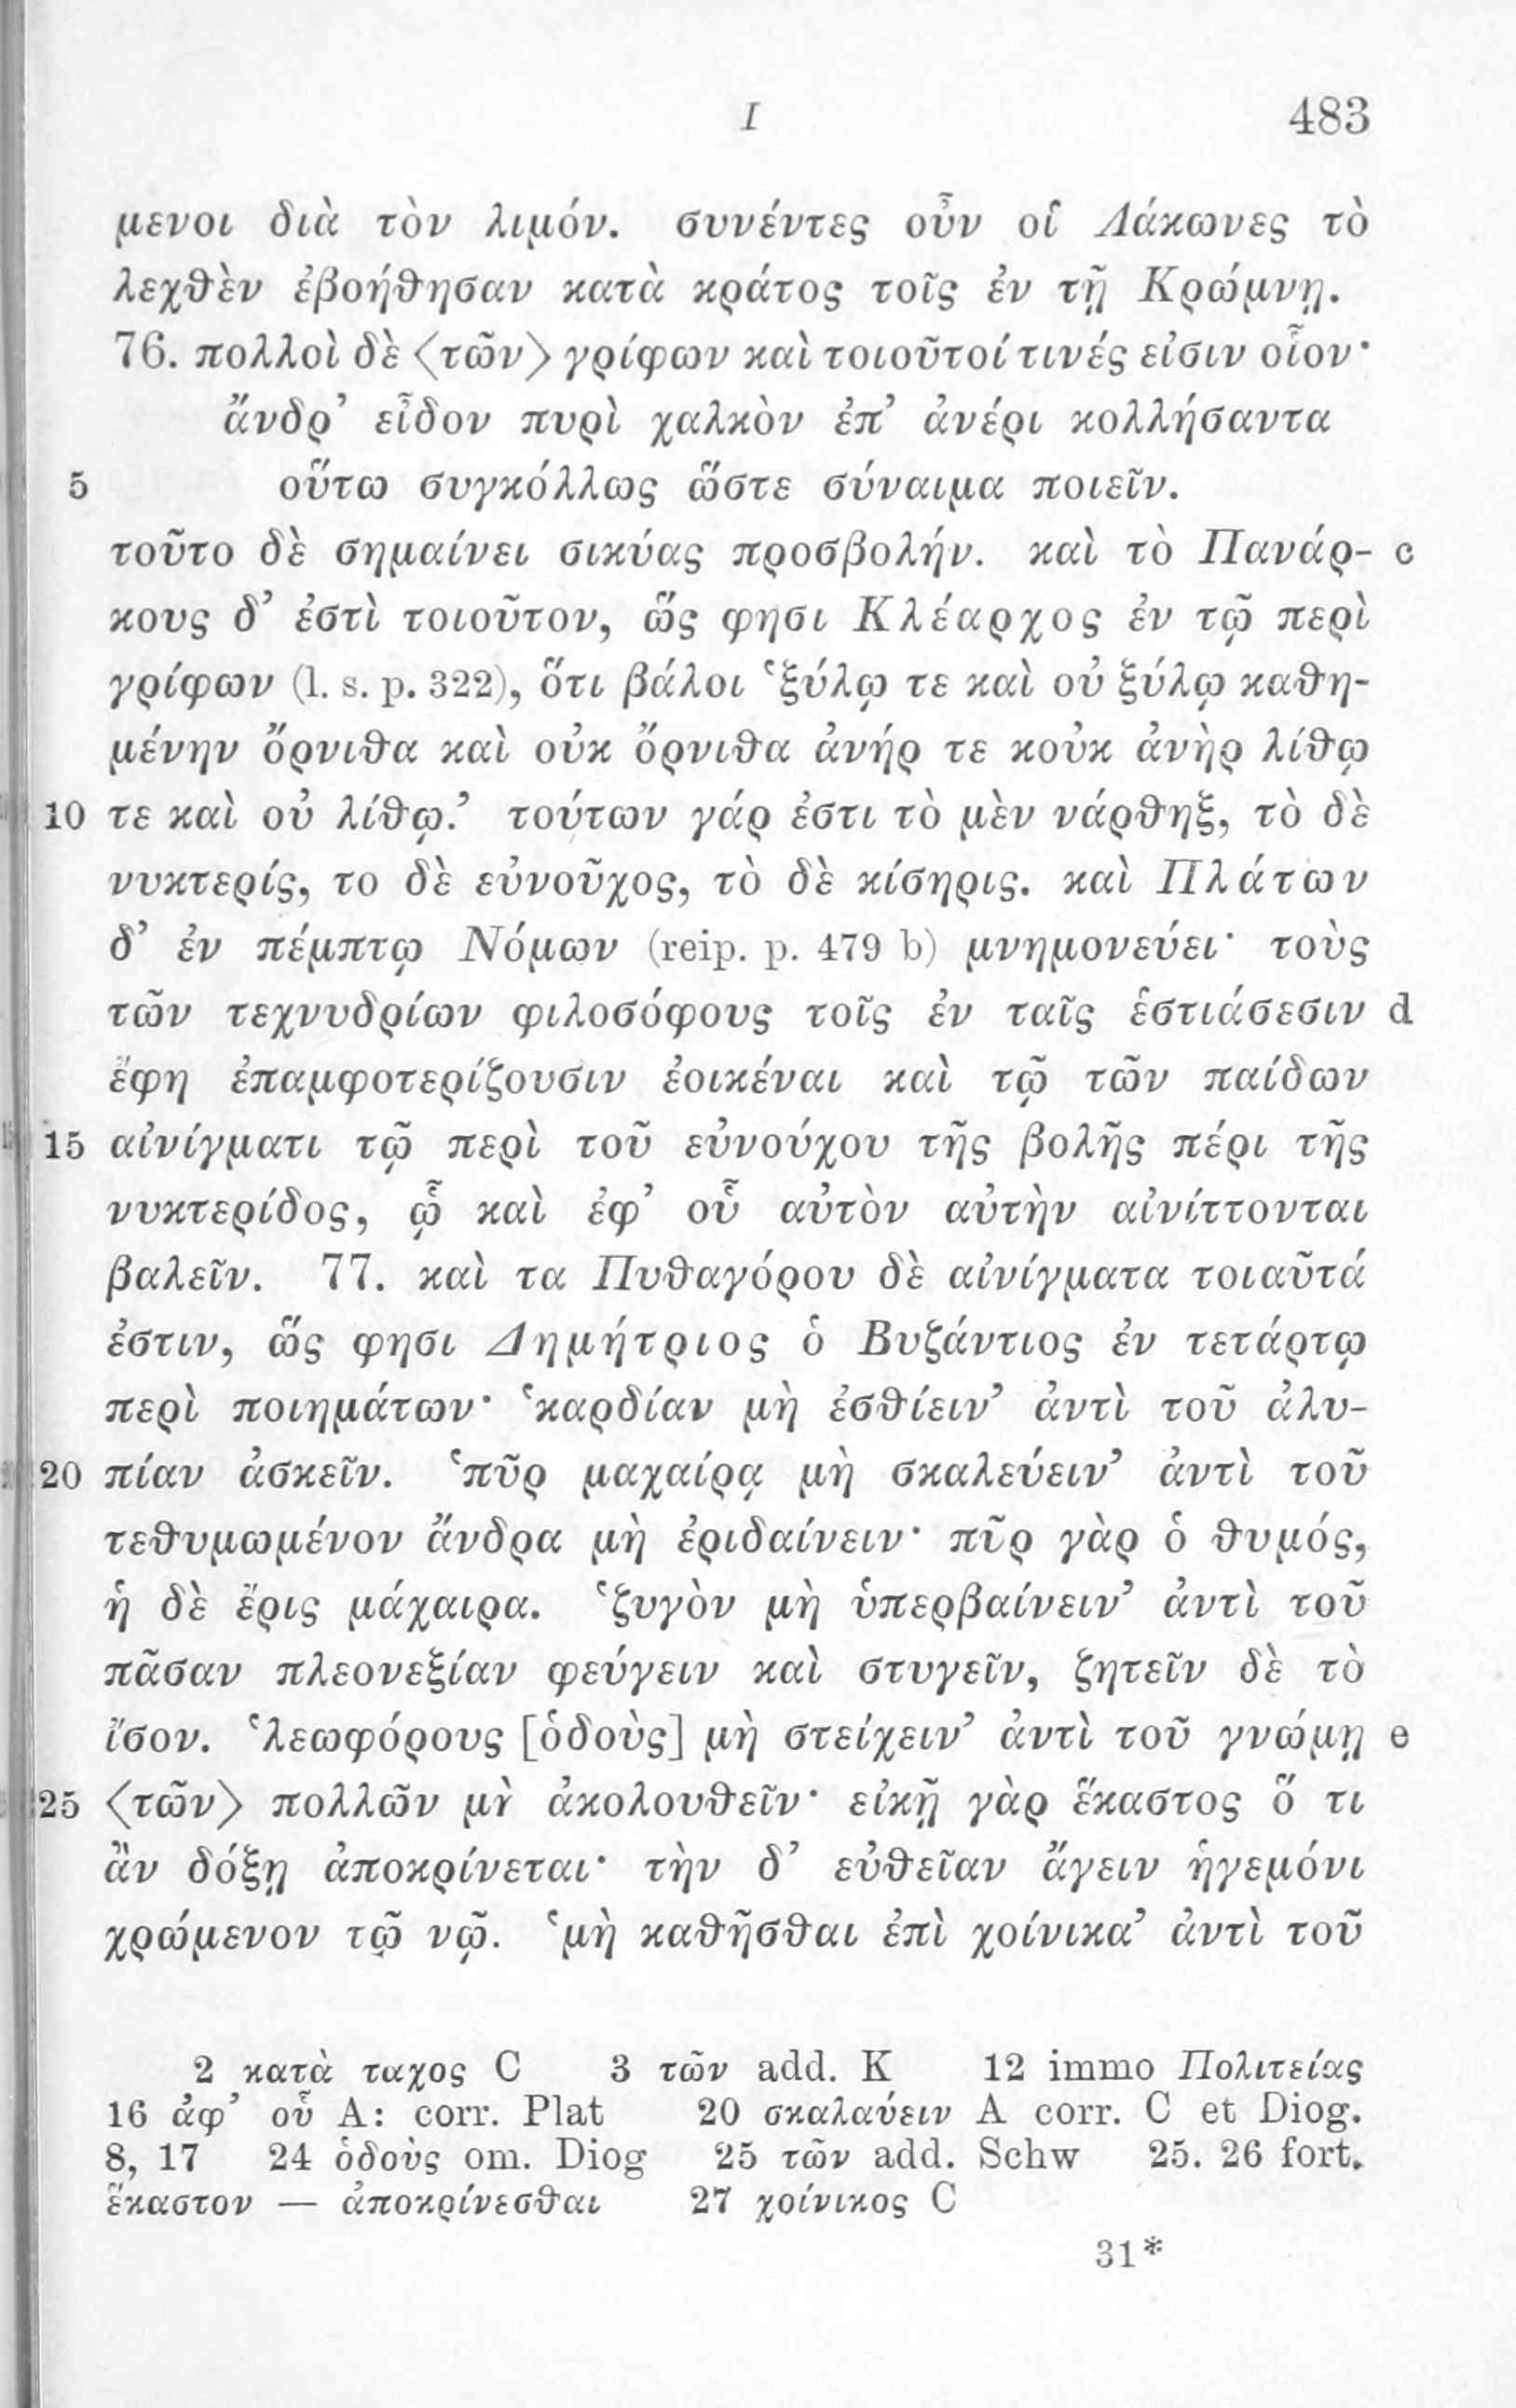 I 483
μενοι διὰ τὸν λιμόν. συνέντες οὖν οἱ Λάκωνες τὸ
λεχθὲν ἐβοήθησαν κατὰ κράτος τοῖς ἐν τῇ Κρώμνῃ.
76. πολλοὶ δὲ <τῶν> γρίφων καὶ τοιοῦτοί τινές εἰσιν οἷον·
ἄνδρ’ εἶδον πυρὶ χαλκὸν ἐπ’ ἀνέρι κολλήσαντα
5 οὕτω συγκόλλως ὥστε σύναιμα ποιεῖν.
τοῦτο δὲ σημαίνει σικύας προσβολήν. καὶ τὸ Πανάρ- c
κους δ’ ἐστὶ τοιοῦτον, ὥς φησι Κλέαρχος ἐν τῷ περὶ
γρίφων (l. s. p. 322), ὅτι βάλοι ‘ξύλῳ τε καὶ οὐ ξύλῳ καθη-
μένην ὄρνιθα καὶ οὐκ ὄρνιθα ἀνήρ τε κοὐκ ἀνὴρ λίθῳ
10 τε καὶ οὐ λίθῳ.’ τούτων γάρ ἐστι τὸ μὲν νάρθηξ, τὸ δὲ
νυκτερίς, το δὲ εὐνοῦχος, τὸ δὲ κίσηρις. καὶ Πλάτων
δ’ ἐν πέμπτῳ Νόμων (reip. p. 479 b) μνημονεύει· τοὺς
τῶν τεχνυδρίων φιλοσόφους τοῖς ἐν ταῖς ἑστιάσεσιν d
ἔφη ἐπαμφοτερίζουσιν ἐοικέναι καὶ τῷ τῶν παίδων
15 αἰνίγματι τῷ περὶ τοῦ εὐνούχου τῆς βολῆς πέρι τῆς
νυκτερίδος, ᾧ καὶ ἐφ’ οὗ αὐτὸν αὐτὴν αἰνίττονται
βαλεῖν. 77. καὶ τα Πυθαγόρου δὲ αἰνίγματα τοιαῦτά
ἐστιν, ὥς φησι Δημήτριος ὁ Βυζάντιος ἐν τετάρτῳ
περὶ ποιημάτων· ‘καρδίαν μὴ ἐσθίειν’ ἀντὶ τοῦ ἀλυ-
20 πίαν ἀσκεῖν. ‘πῦρ μαχαίρᾳ μὴ σκαλεύειν’ ἀντὶ τοῦ
τεθυμωμένον ἄνδρα μὴ ἐριδαίνειν· πῦρ γὰρ ὁ θυμός,
ἡ δὲ ἔρις μάχαιρα. ‘ζυγὸν μὴ ὑπερβαίνειν’ ἀντὶ τοῦ
πᾶσαν πλεονεξίαν φεύγειν καὶ στυγεῖν, ζητεῖν δὲ τὸ
ἴσον. ‘λεωφόρους [ὁδοὺς] μὴ στείχειν’ ἀντὶ τοῦ γνώμῃ e
25 <τῶν> πολλῶν μὴ ἀκολουθεῖν· εἰκῇ γὰρ ἕκαστος ὅ τι
ἂν δόξῃ ἀποκρίνεται· τὴν δ’ εὐθεῖαν ἄγειν ἡγεμόνι
χρώμενον τῷ νῷ. ‘μὴ καθῆσθαι ἐπὶ χοίνικα’ ἀντὶ τοῦ
2 κατὰ ταχος C 3 τῶν add. K 12 immo Πολιτείας
16 ἀφ’ οὗ A: corr. Plat 20 σκαλαύειν A corr. C et Diog.
8, 17 24 ὁδοὺς om. Diog 25 τῶν add. Schw 25. 26 fort.
ἕκαστον — ἀποκρίνεσθαι 27 χοίνικος C
31*